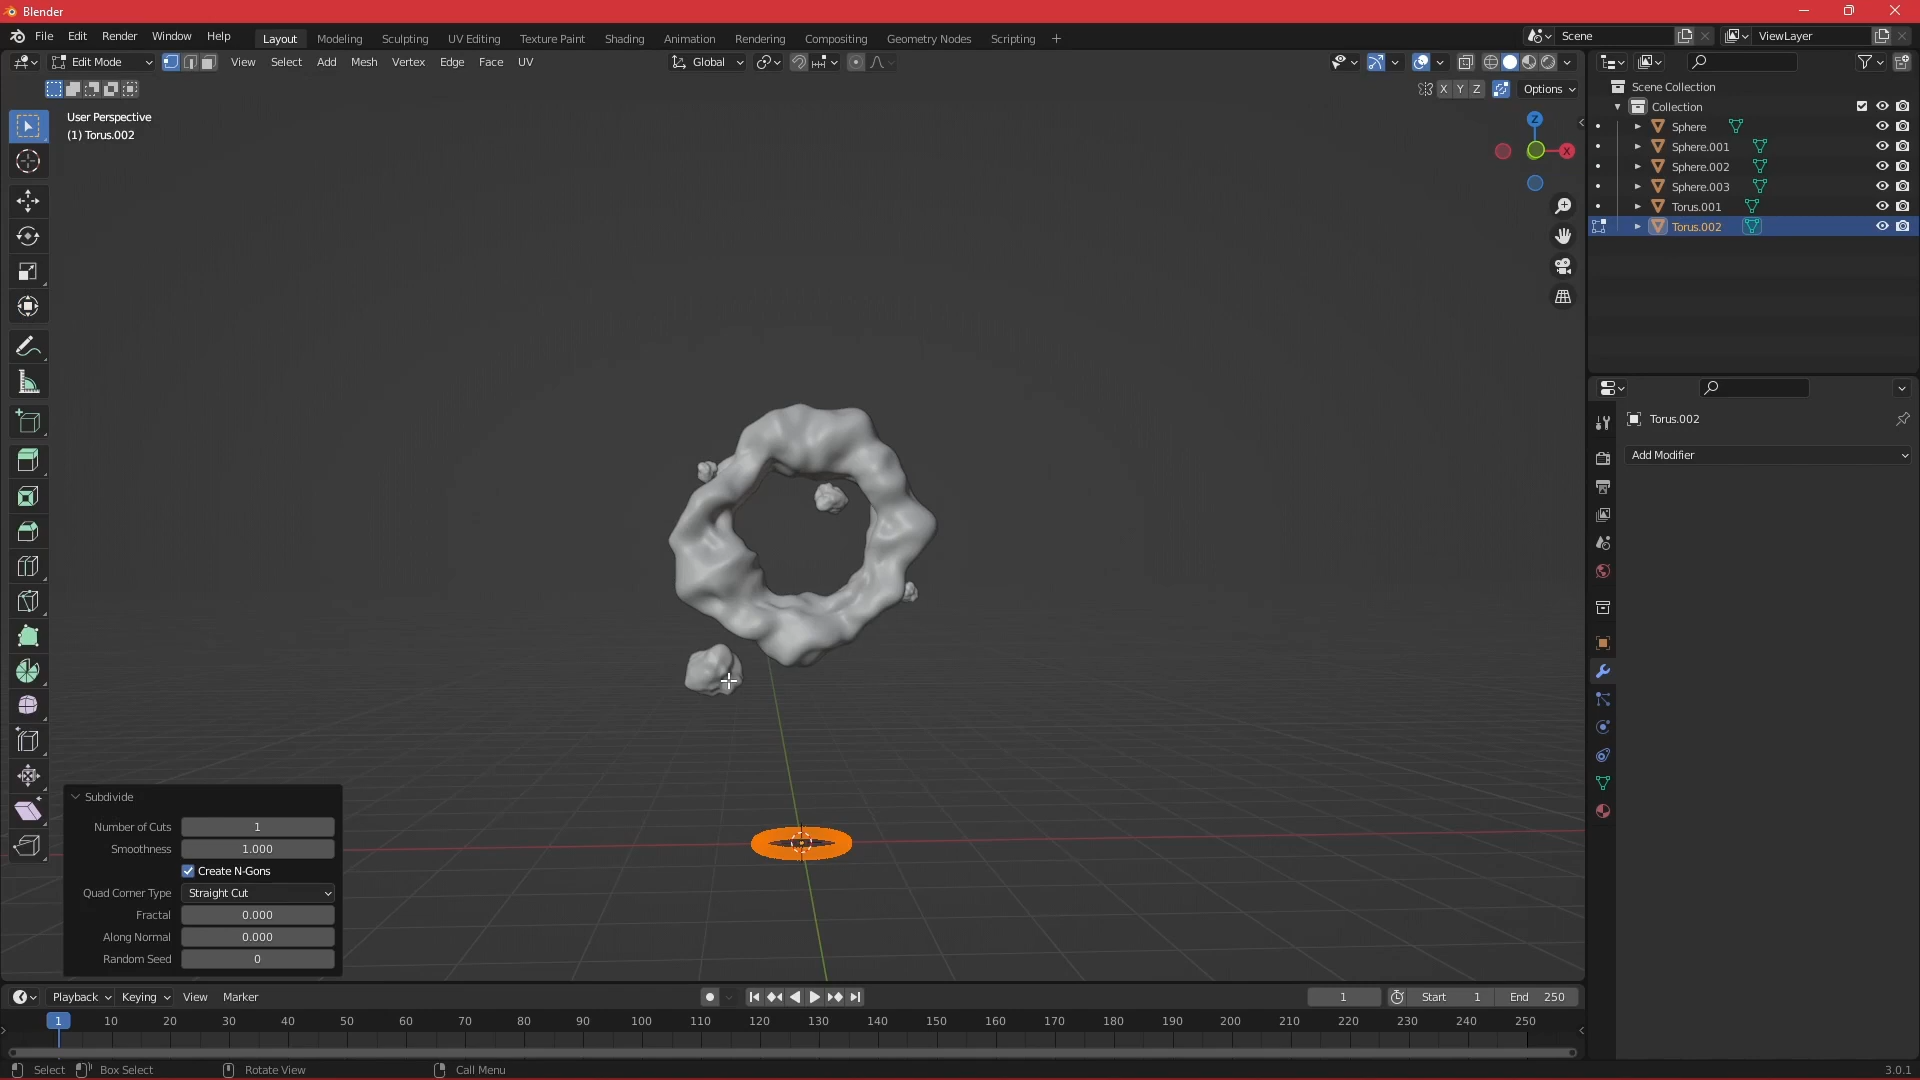 Blender
File Edit Render Window Help
Layout Modeling Sculpting UV Editing Texture Paint Shading Animation Rendering Compositing Geometry Nodes Scripting +
Scene
ViewLayer
Edit Mode View Select Add Mesh Vertex Edge Face UV
Global
X Y Z Options
User Perspective
(1) Torus.002
Z
X
Scene Collection
Collection
Sphere
Sphere.001
Sphere.002
Sphere.003
Torus.001
Torus.002
Torus.002
Add Modifier
Subdivide
Number of Cuts 1
Smoothness 1.000
Create N-Gons
Quad Corner Type Straight Cut
Fractal 0.000
Along Normal 0.000
Random Seed 0
Playback Keying View Marker
1 Start 1 End 250
1 10 20 30 40 50 60 70 80 90 100 110 120 130 140 150 160 170 180 190 200 210 220 230 240 250
Select Box Select Rotate View Call Menu
3.0.1